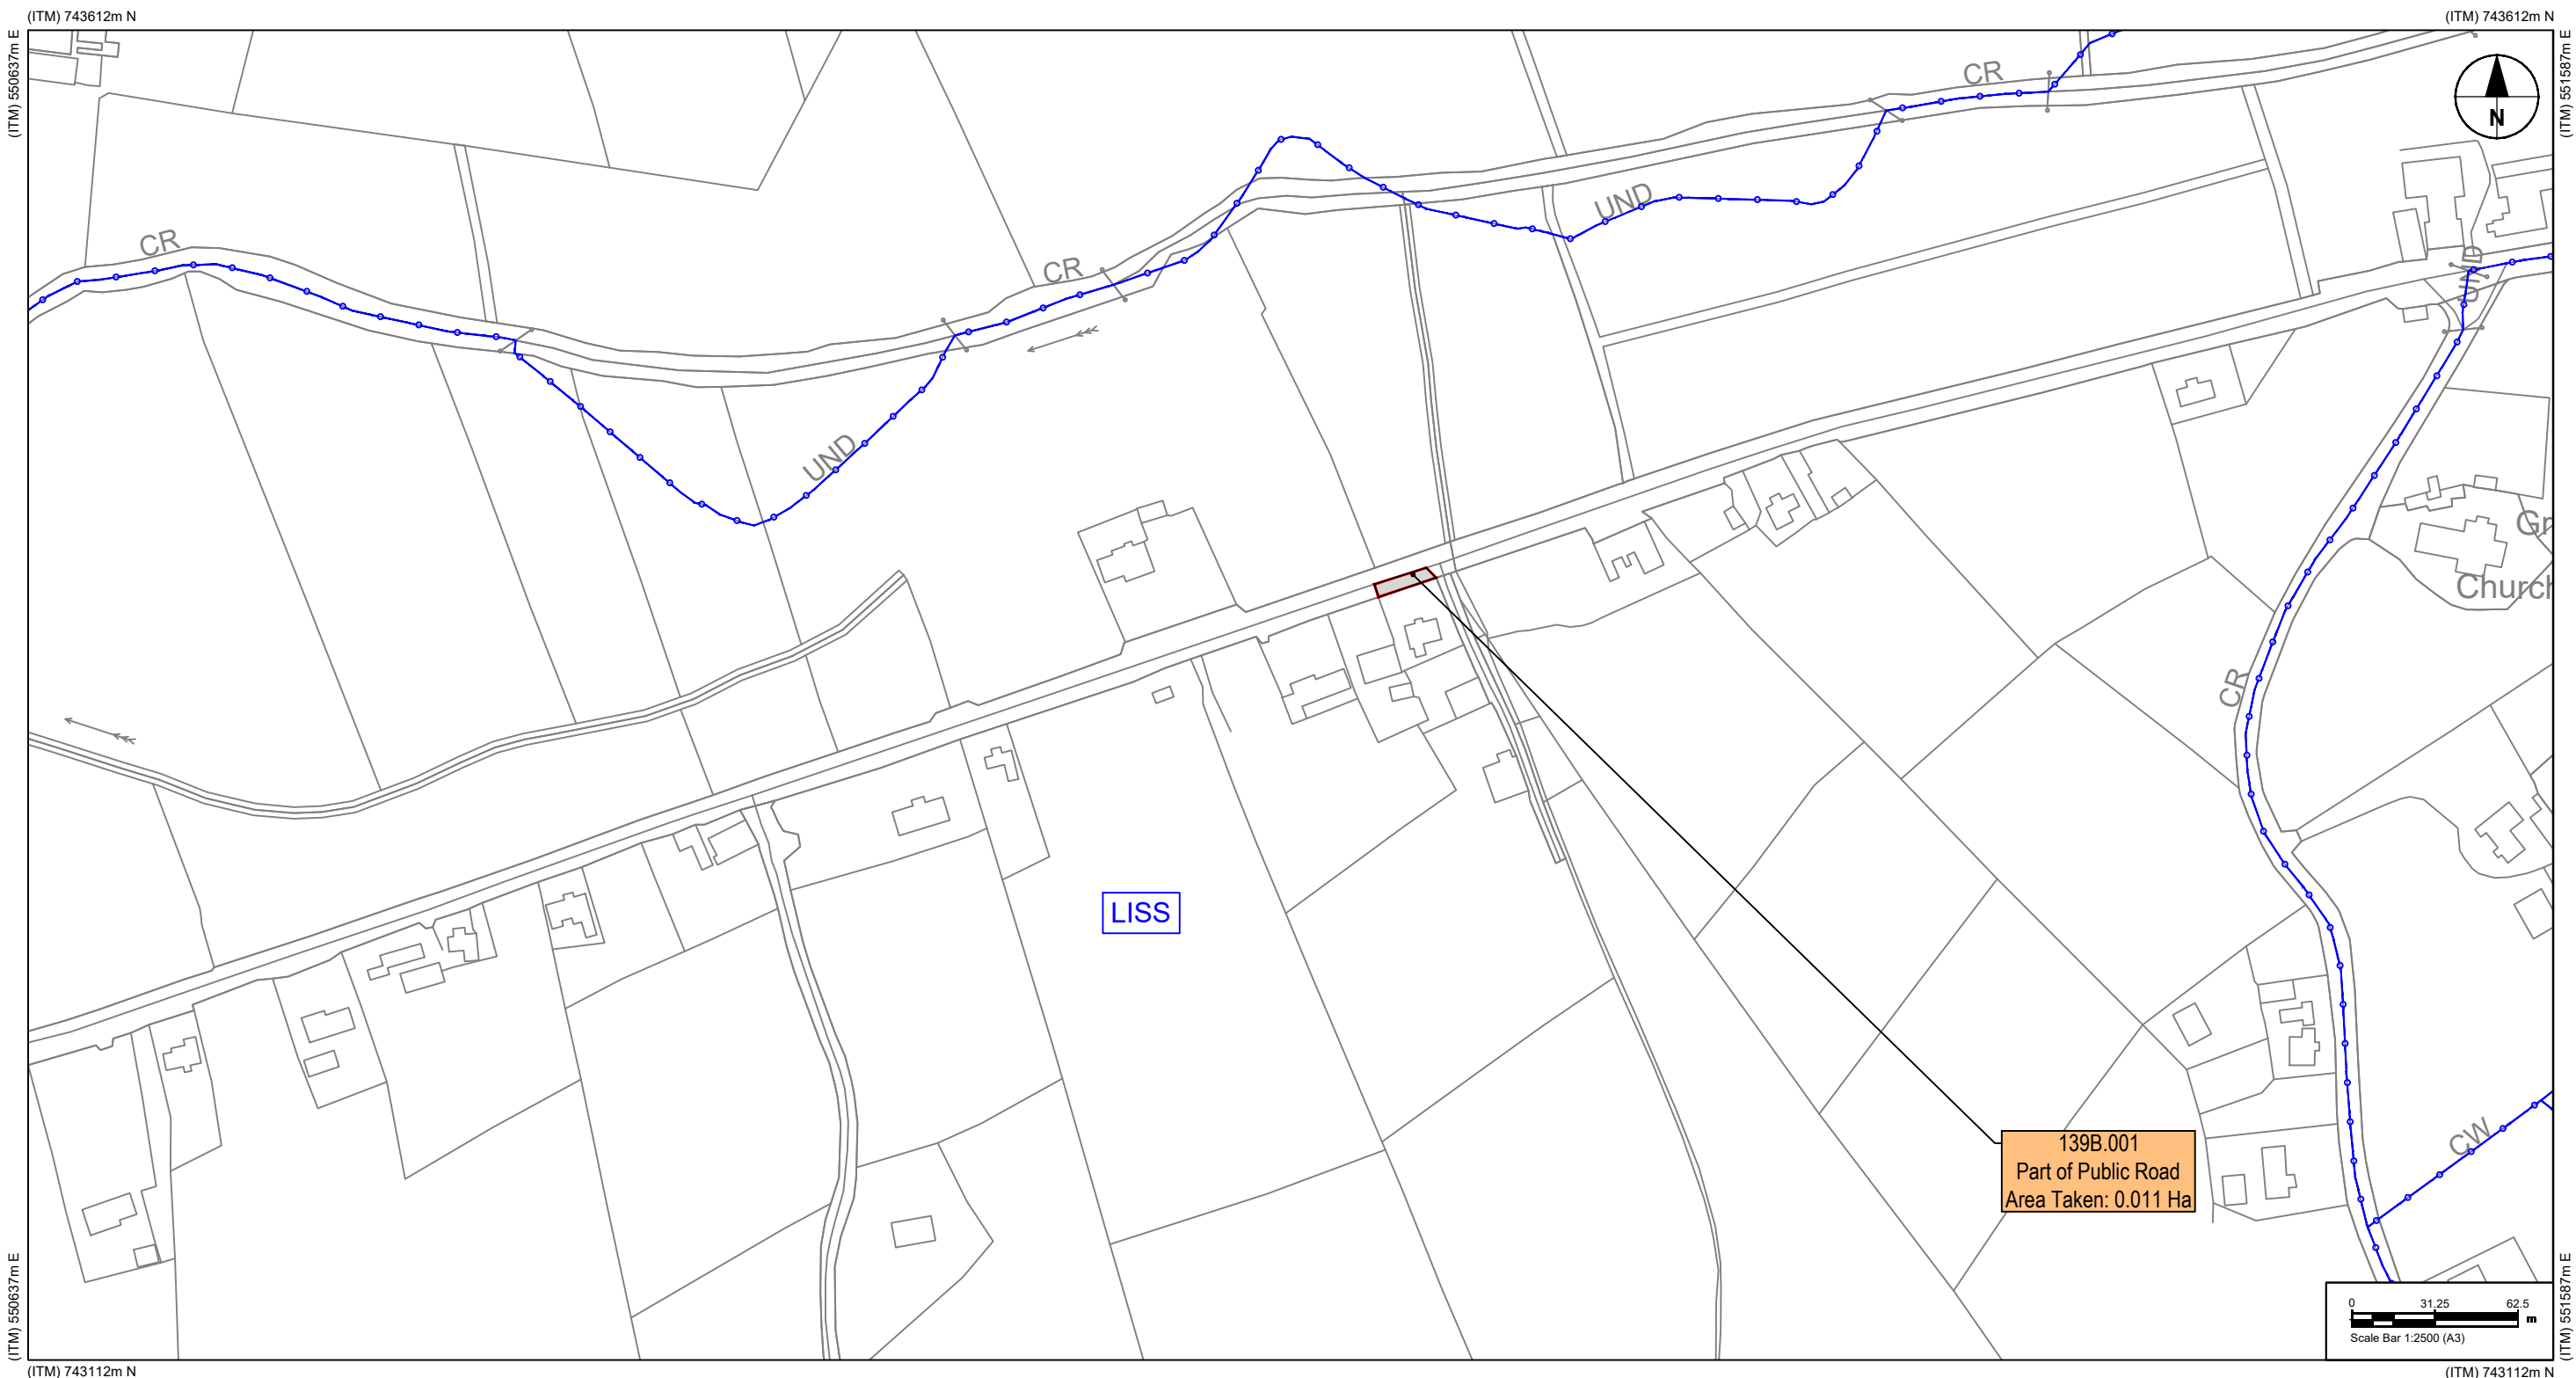 (ITM) 743612m N
(ITM) 743612m N
(ITM) 550637m E
(ITM) 551587m E
CR
N
CR
CR
UND
UND
UND
Church
CR
LISS
139B.001
Part of Public Road
Area Taken: 0.011 Ha
CW
(ITM) 550637m E
(ITM) 551587m E
0 31.25 62.5
m
Scale Bar 1:2500 (A3)
(ITM) 743112m N
(ITM) 743112m N